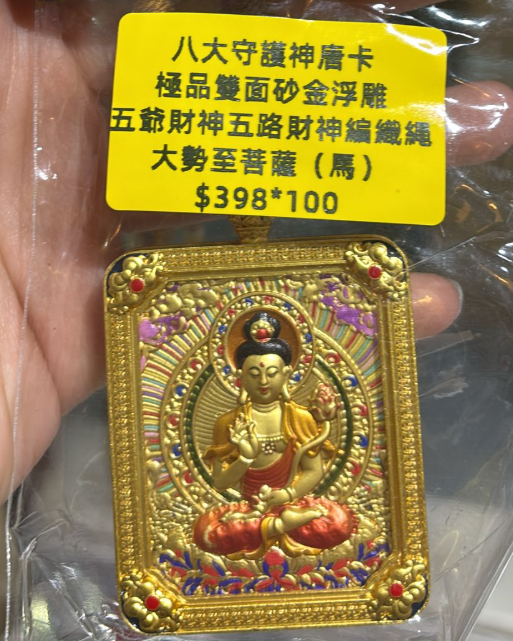 八大守護神唐卡
極品雙面砂金浮雕
五爺財神五路財神編織繩
大勢至菩薩（馬）
$398*100